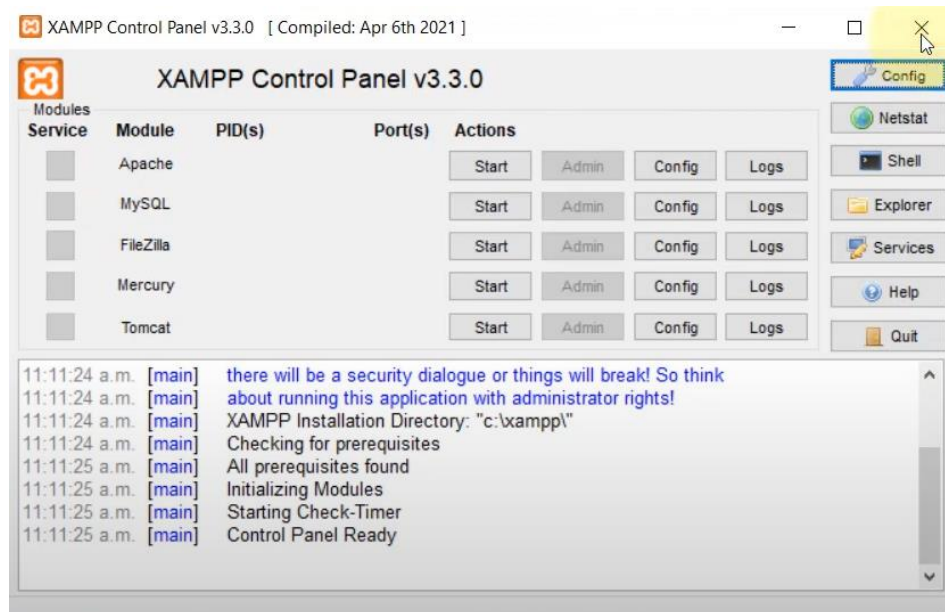 XAMPP Control Panel v3.3.0 [ Compiled: Apr 6th 2021 ]
XAMPP Control Panel v3.3.0
Config
Modules
Netstat
Service Module PID(s) Port(s) Actions
Apache Start Admin Config Logs
Shell
MySQL Start Admin Config Logs
Explorer
FileZilla Start Admin Config Logs
Services
Mercury Start Admin Config Logs
Help
Tomcat Start Admin Config Logs
Quit
11:11:24 a.m. [main] there will be a security dialogue or things will break! So think
11:11:24 a.m. [main] about running this application with administrator rights!
11:11:24 a.m. [main] XAMPP Installation Directory: "c:\xampp\"
11:11:24 a.m. [main] Checking for prerequisites
11:11:25 a.m. [main] All prerequisites found
11:11:25 a.m. [main] Initializing Modules
11:11:25 a.m. [main] Starting Check-Timer
11:11:25 a.m. [main] Control Panel Ready